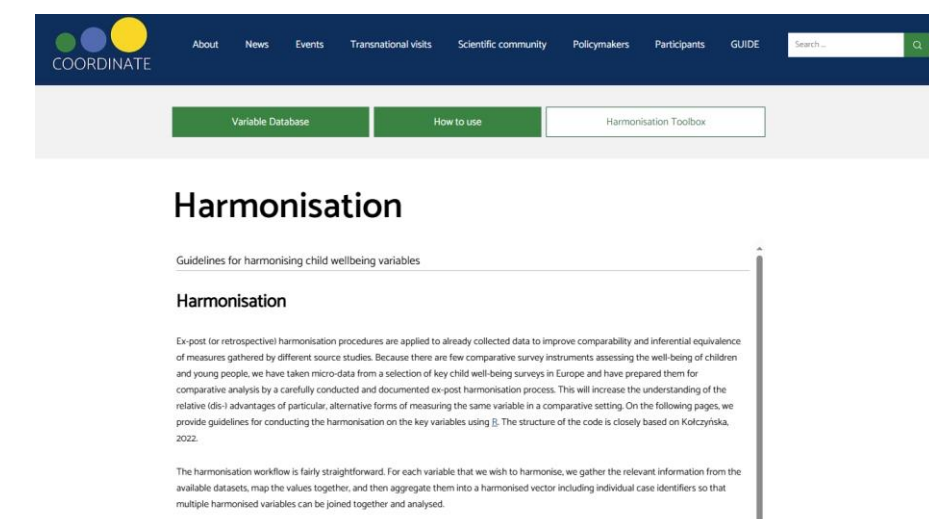 COORDINATE
About News Events Transnational visits Scientific community Policymakers Participants GUIDE Search ...
Variable Database How to use Harmonisation Toolbox
Harmonisation
Guidelines for harmonising child wellbeing variables
Harmonisation
Ex-post (or retrospective) harmonisation procedures are applied to already collected data to improve comparability and inferential equivalence
of measures gathered by different source studies. Because there are few comparative survey instruments assessing the well-being of children
and young people, we have taken micro-data from a selection of key child well-being surveys in Europe and have prepared them for
comparative analysis by a carefully conducted and documented ex-post harmonisation process. This will increase the understanding of the
relative (dis-) advantages of particular, alternative forms of measuring the same variable in a comparative setting. On the following pages, we
provide guidelines for conducting the harmonisation on the key variables using R. The structure of the code is closely based on Kołczyńska,
2022.
The harmonisation workflow is fairly straightforward. For each variable that we wish to harmonise, we gather the relevant information from the
available datasets, map the values together, and then aggregate them into a harmonised vector including individual case identifiers so that
multiple harmonised variables can be joined together and analysed.